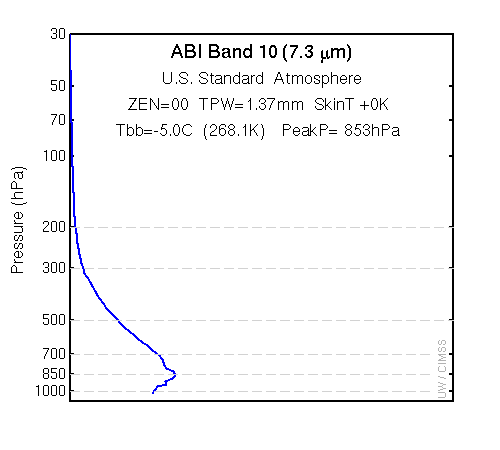 ABI Band 10 (7.3 µm)
U.S. Standard Atmosphere
ZEN=00 TPW=1.37mm SkinT +0K
Tbb=-5.0C (268.1K) PeakP= 853hPa
Pressure (hPa)
30
50
70
100
200
300
500
700
850
1000
UW / CIMSS